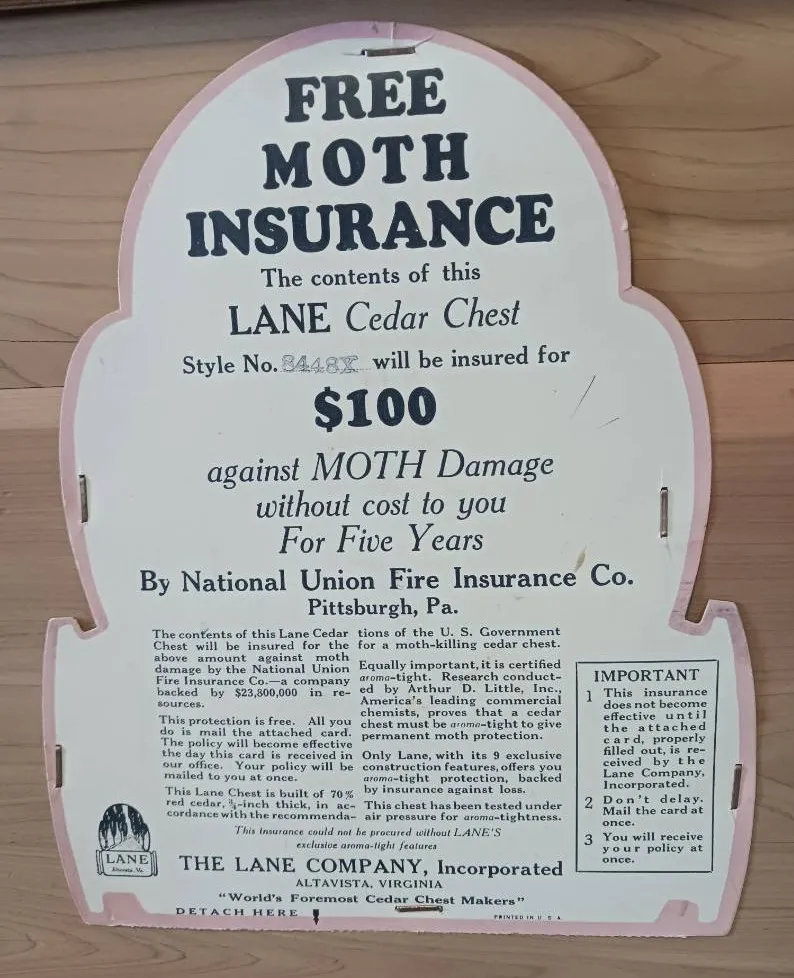 FREE
MOTH
INSURANCE
The contents of this
LANE Cedar Chest
Style No. 8448X will be insured for
$100
against MOTH Damage
without cost to you
For Five Years
By National Union Fire Insurance Co.
Pittsburgh, Pa.
The contents of this Lane Cedar
Chest will be insured for the
above amount against moth
damage by the National Union
Fire Insurance Co.—a company
backed by $23,800,000 in re-
sources.
This protection is free. All you
do is mail the attached card.
The policy will become effective
the day this card is received in
our office. Your policy will be
mailed to you at once.
This Lane Chest is built of 70%
red cedar, ¾-inch thick, in ac-
cordance with the recommenda-
tions of the U. S. Government
for a moth-killing cedar chest.
Equally important, it is certified
aroma-tight. Research conduct-
ed by Arthur D. Little, Inc.,
America's leading commercial
chemists, proves that a cedar
chest must be aroma-tight to give
permanent moth protection.
Only Lane, with its 9 exclusive
construction features, offers you
aroma-tight protection, backed
by insurance against loss.
This chest has been tested under
air pressure for aroma-tightness.
IMPORTANT
1 This insurance
does not become
effective until
the attached
card, properly
filled out, is re-
ceived by the
Lane Company,
Incorporated.
2 Don't delay.
Mail the card at
once.
3 You will receive
your policy at
once.
This Insurance could not be procured without LANE'S
exclusive aroma-tight features
LANE
Altavista, Va.
THE LANE COMPANY, Incorporated
ALTAVISTA, VIRGINIA
"World's Foremost Cedar Chest Makers"
DETACH HERE
PRINTED IN U. S. A.